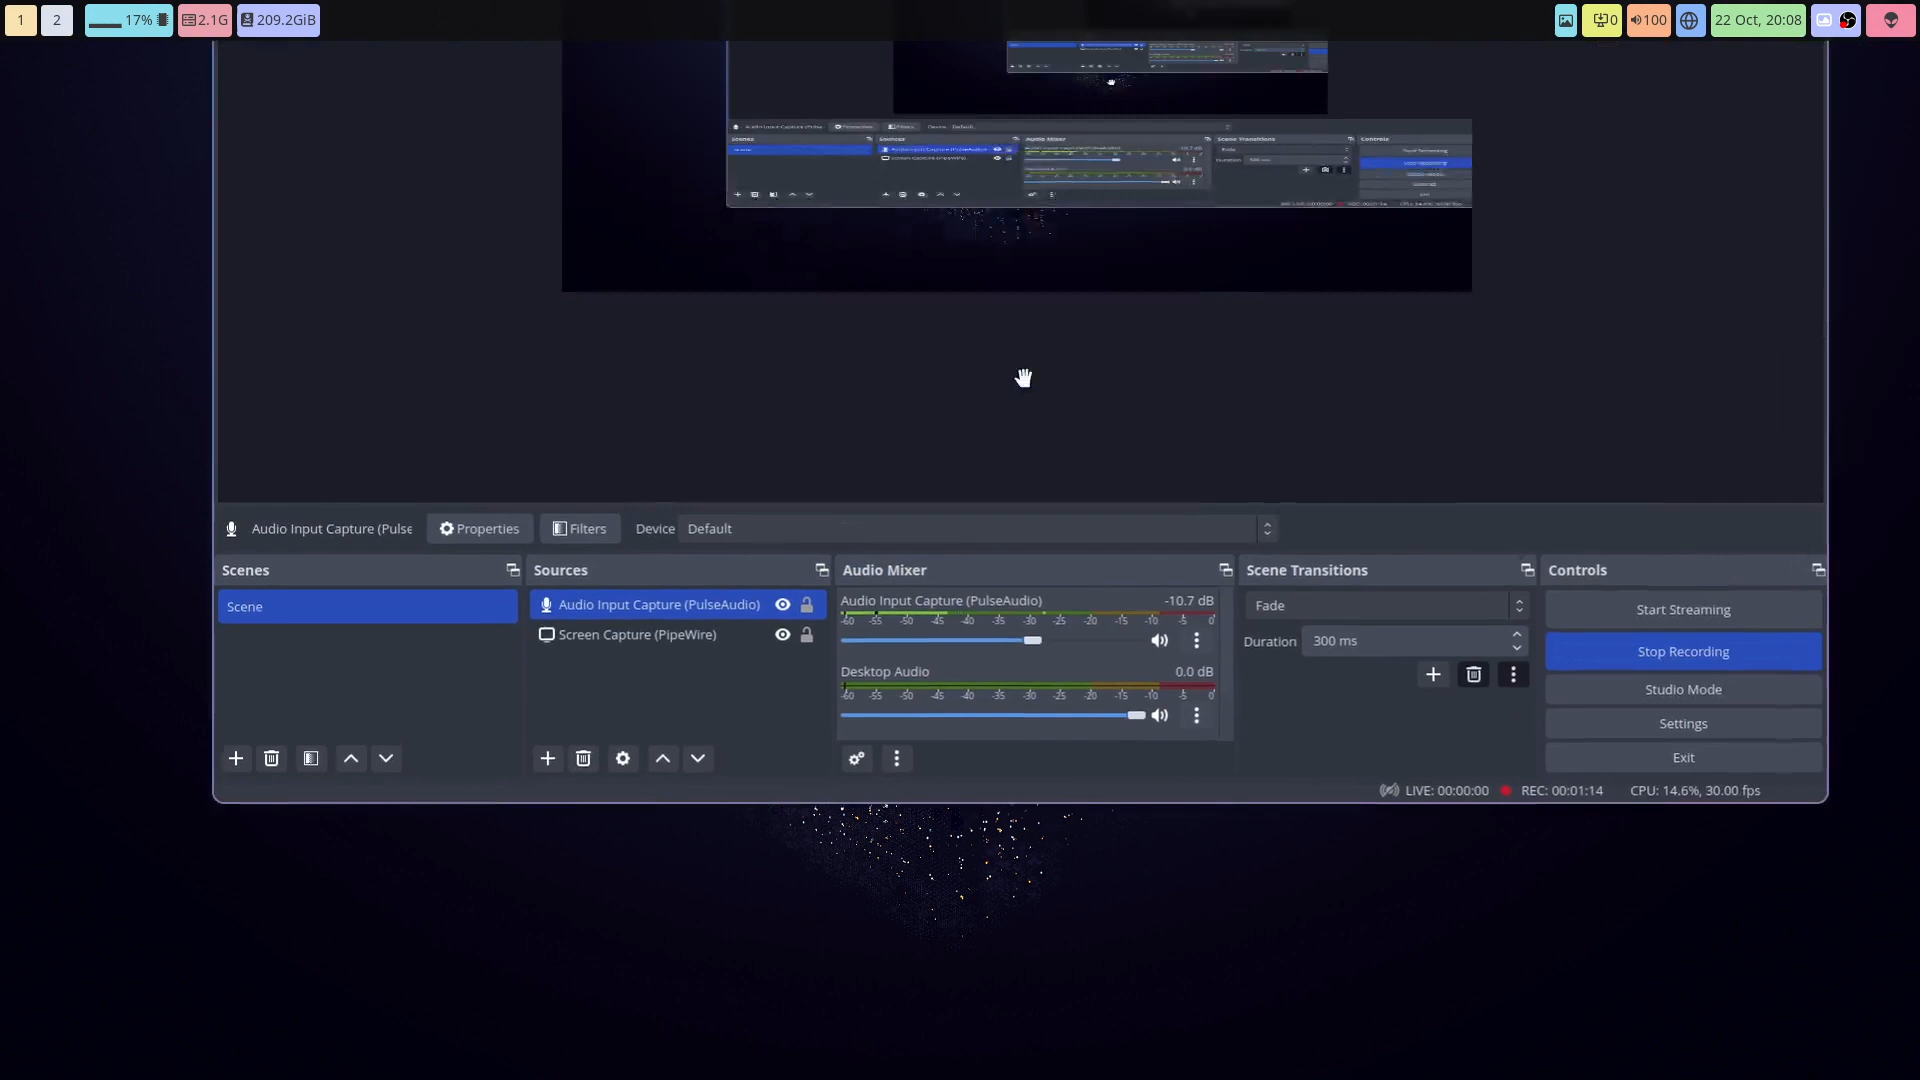 1 2 17% 2.1G 209.2GiB 0 100 22 Oct, 20:08
Audio Input Capture (Pulse Properties Filters Device Default
Scenes Sources Audio Mixer Scene Transitions Controls
Scene
Audio Input Capture (PulseAudio)
Screen Capture (PipeWire)
Audio Input Capture (PulseAudio) -10.7 dB
-60 -55 -50 -45 -40 -35 -30 -25 -20 -15 -10 -5 0
Desktop Audio 0.0 dB
-60 -55 -50 -45 -40 -35 -30 -25 -20 -15 -10 -5 0
Fade
Duration 300 ms
Start Streaming
Stop Recording
Studio Mode
Settings
Exit
LIVE: 00:00:00 REC: 00:01:14 CPU: 14.6%, 30.00 fps